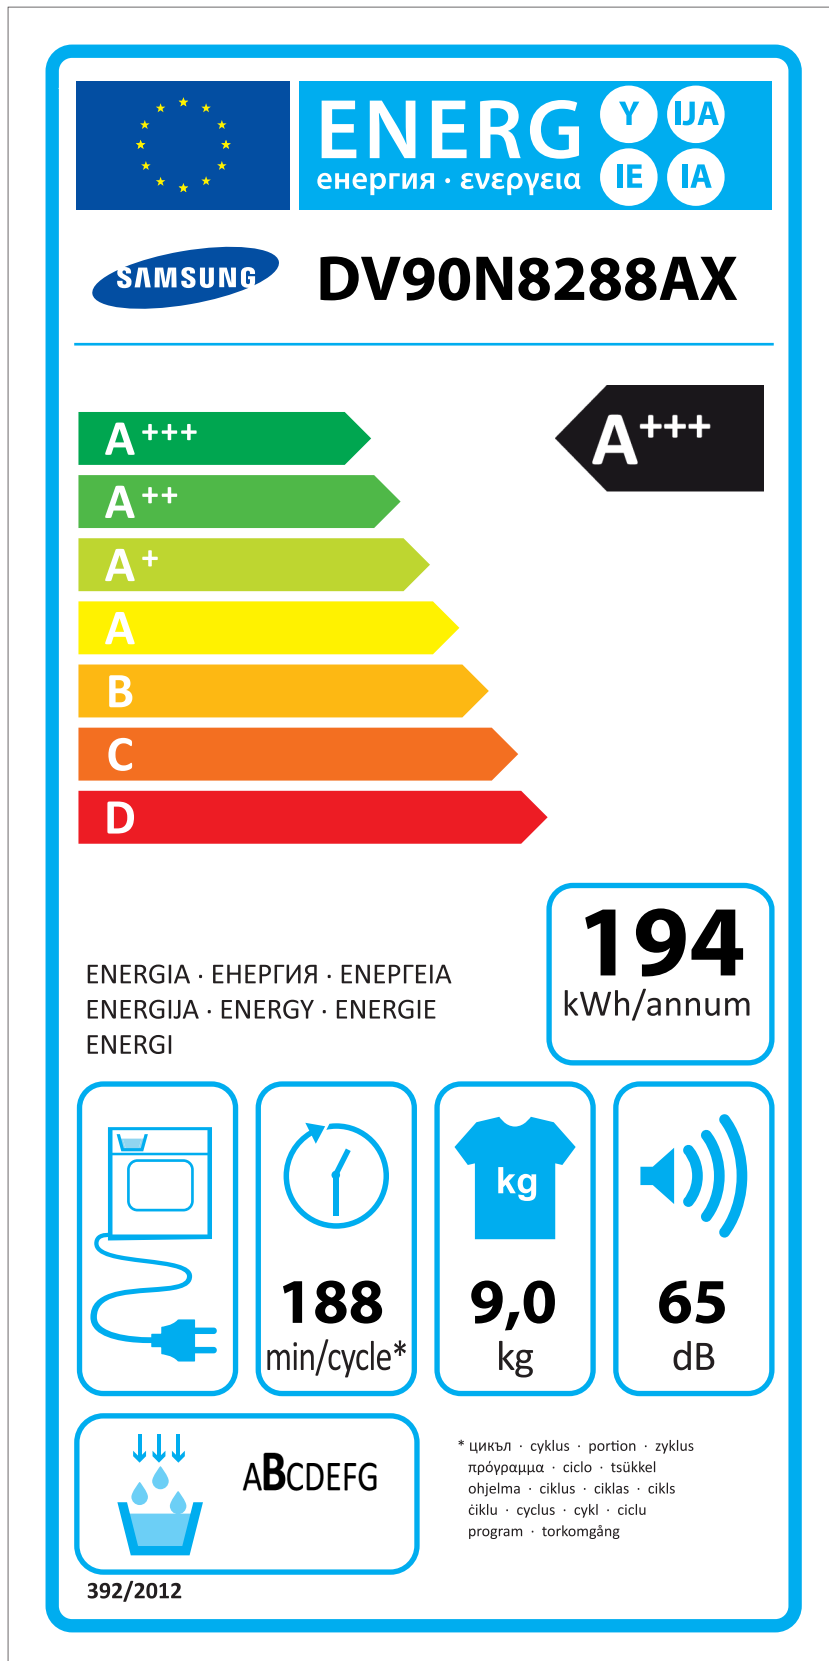 ENERG Y IJA
енергия · ενεργεια IE IA
SAMSUNG DV90N8288AX
A+++
A+++
A++
A+
A
B
C
D
194
kWh/annum
ENERGIA · ЕНЕРГИЯ · ΕΝΕΡΓΕΙΑ
ENERGIJA · ENERGY · ENERGIE
ENERGI
kg
188
min/cycle*
9,0
kg
65
dB
ABCDEFG
* цикъл · cyklus · portion · zyklus
πρόγραμμα · ciclo · tsükkel
ohjelma · ciklus · ciklas · cikls
ċiklu · cyclus · cykl · ciclu
program · torkomgång
392/2012